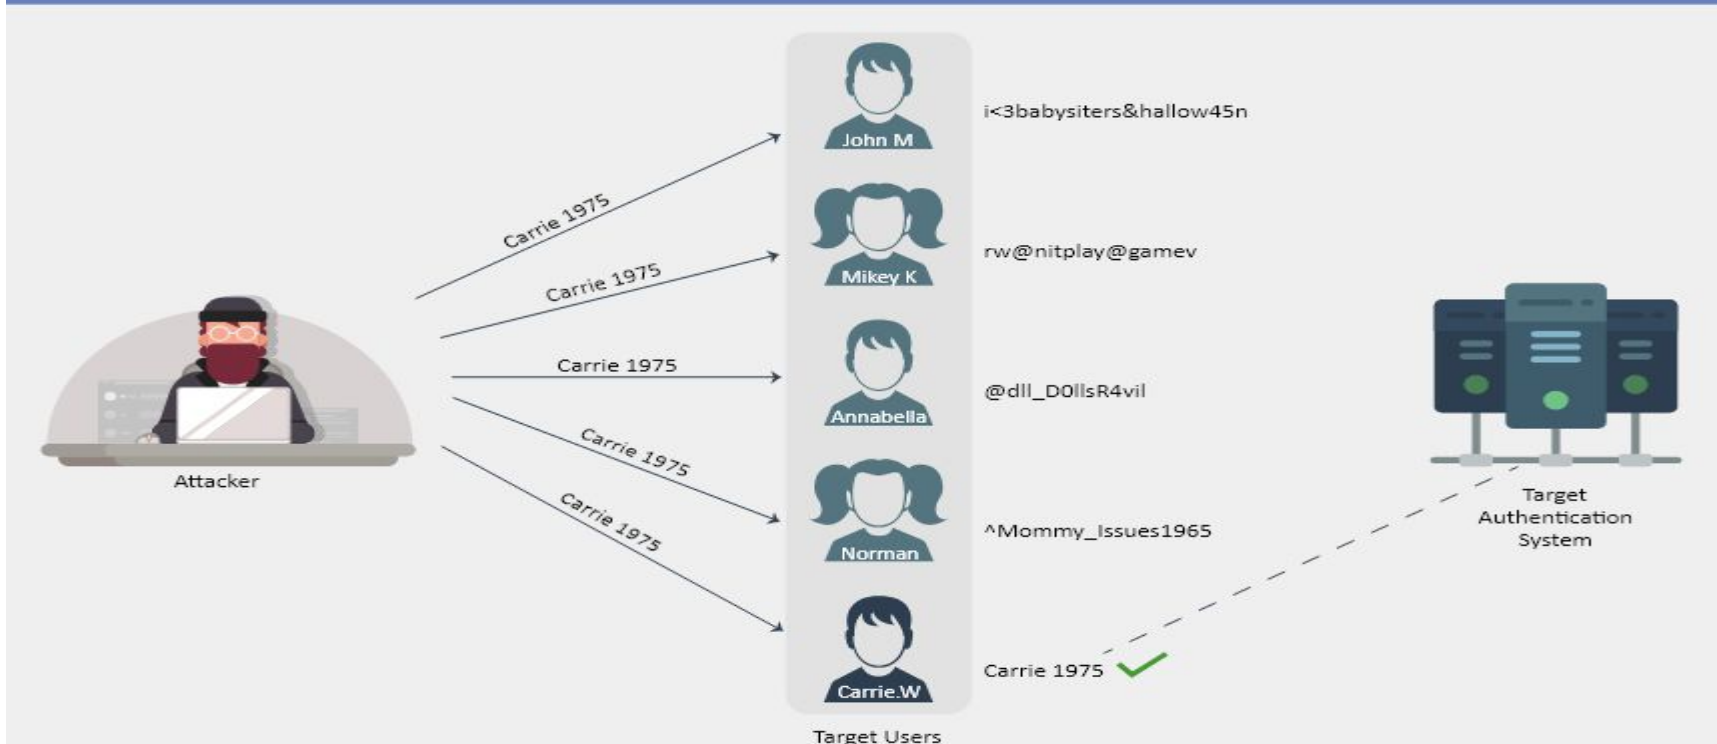 John M
i<3babysiters&hallow45n
Carrie 1975
Mikey K
rw@nitplay@gamev
Carrie 1975
Carrie 1975
Annabella
@dll_D0llsR4vil
Carrie 1975
Attacker
Norman
^Mommy_Issues1965
Carrie 1975
Target
Authentication
System
Carrie.W
Carrie 1975
Target Users